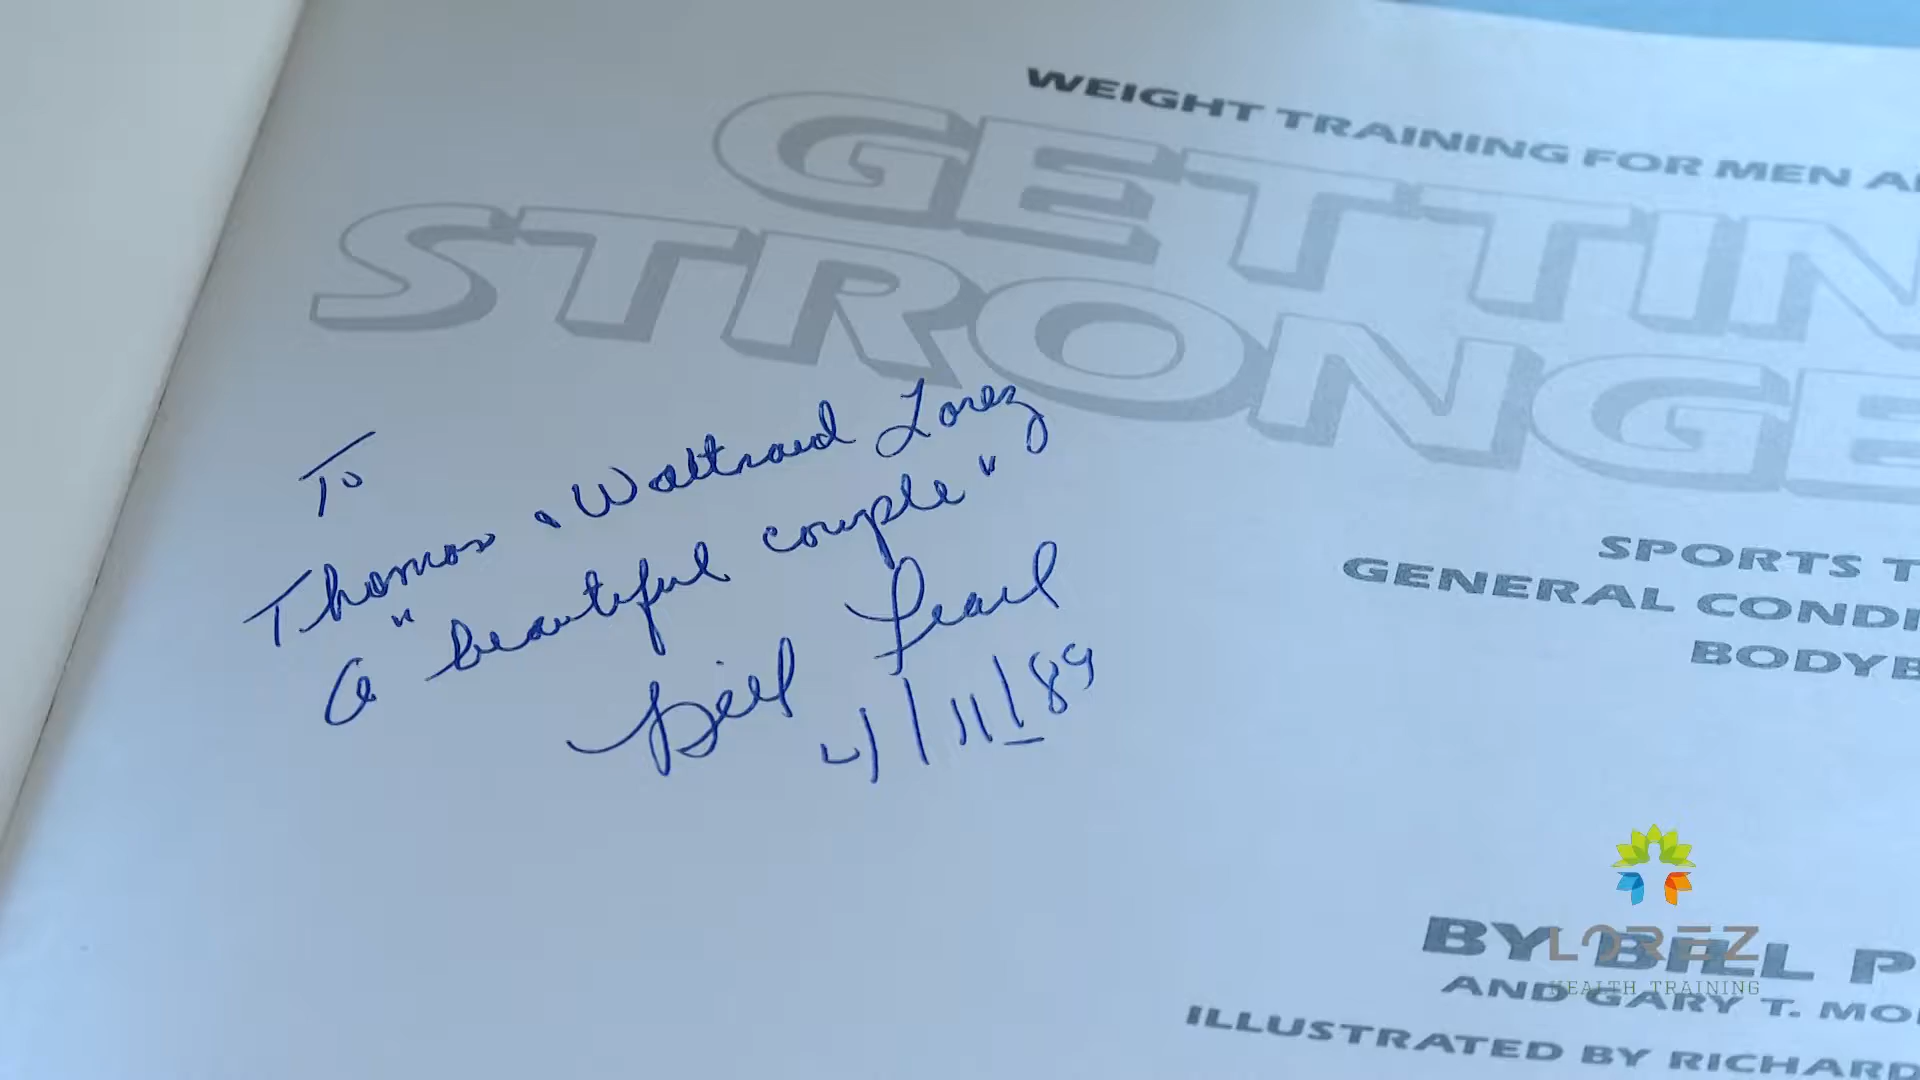 WEIGHT TRAINING FOR MEN A
GETTIN
STRONGE
To
Thomas & Waltraud Lorez
a "beautiful couple"
Bill Pearl
4/11/89
SPORTS T
GENERAL CONDI
BODYB
BY BILL P
AND GARY T. MO
ILLUSTRATED BY RICHARD
LOREZ
HEALTH TRAINING